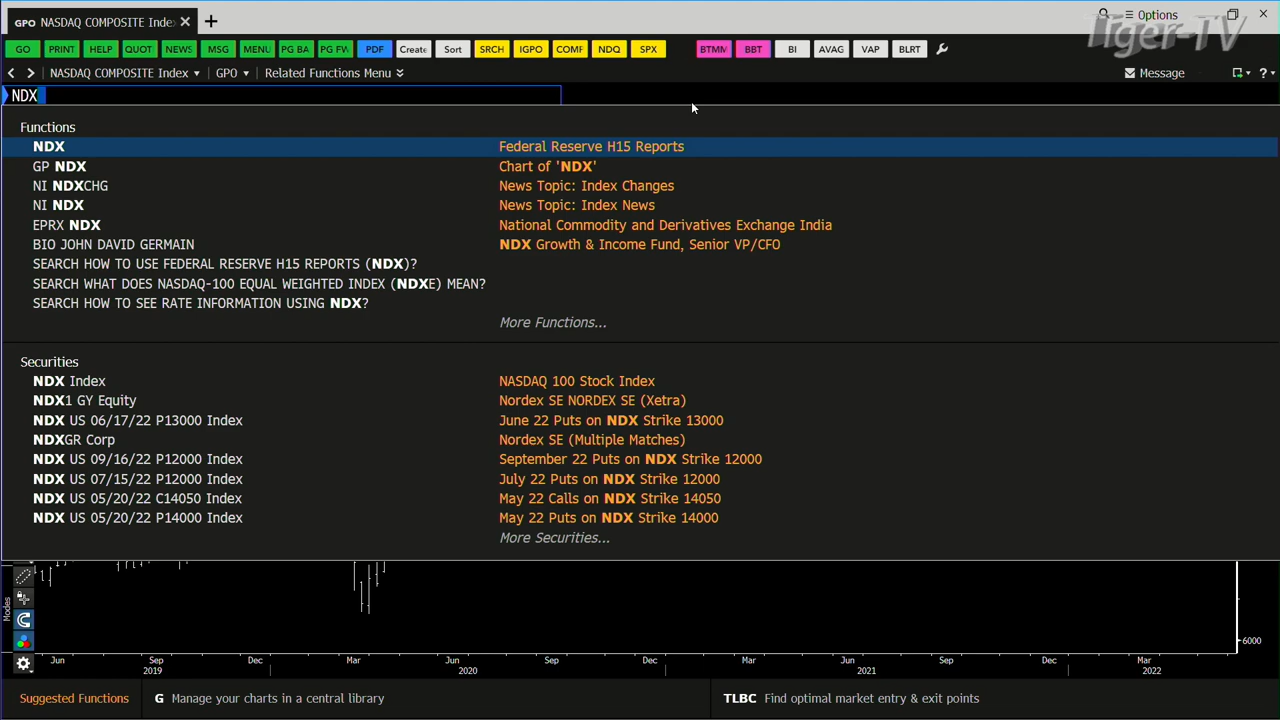 GPO NASDAQ COMPOSITE Inde
Options
Tiger-TV
GO PRINT HELP QUOT NEWS MSG MENU PG BA PG FW PDF Create Sort SRCH IGPO COMF NDQ SPX BTMM BBT BI AVAG VAP BLRT
NASDAQ COMPOSITE Index GPO Related Functions Menu
Message
NDX
Functions
NDX Federal Reserve H15 Reports
GP NDX Chart of 'NDX'
NI NDXCHG News Topic: Index Changes
NI NDX News Topic: Index News
EPRX NDX National Commodity and Derivatives Exchange India
BIO JOHN DAVID GERMAIN NDX Growth & Income Fund, Senior VP/CFO
SEARCH HOW TO USE FEDERAL RESERVE H15 REPORTS (NDX)?
SEARCH WHAT DOES NASDAQ-100 EQUAL WEIGHTED INDEX (NDXE) MEAN?
SEARCH HOW TO SEE RATE INFORMATION USING NDX?
More Functions...
Securities
NDX Index NASDAQ 100 Stock Index
NDX1 GY Equity Nordex SE NORDEX SE (Xetra)
NDX US 06/17/22 P13000 Index June 22 Puts on NDX Strike 13000
NDXGR Corp Nordex SE (Multiple Matches)
NDX US 09/16/22 P12000 Index September 22 Puts on NDX Strike 12000
NDX US 07/15/22 P12000 Index July 22 Puts on NDX Strike 12000
NDX US 05/20/22 C14050 Index May 22 Calls on NDX Strike 14050
NDX US 05/20/22 P14000 Index May 22 Puts on NDX Strike 14000
More Securities...
Modes
6000
Jun Sep Dec Mar Jun Sep Dec Mar Jun Sep Dec Mar
2019 2020 2021 2022
Suggested Functions G Manage your charts in a central library TLBC Find optimal market entry & exit points